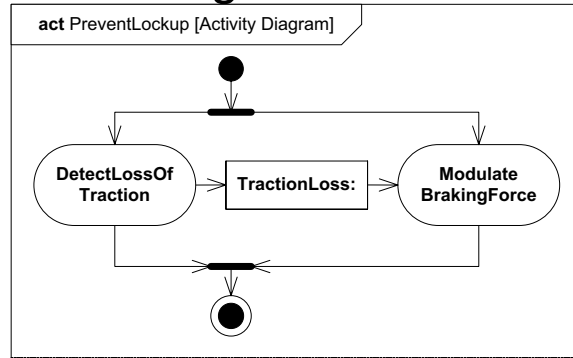 act PreventLockup [Activity Diagram]
DetectLossOf
Traction
TractionLoss:
Modulate
BrakingForce